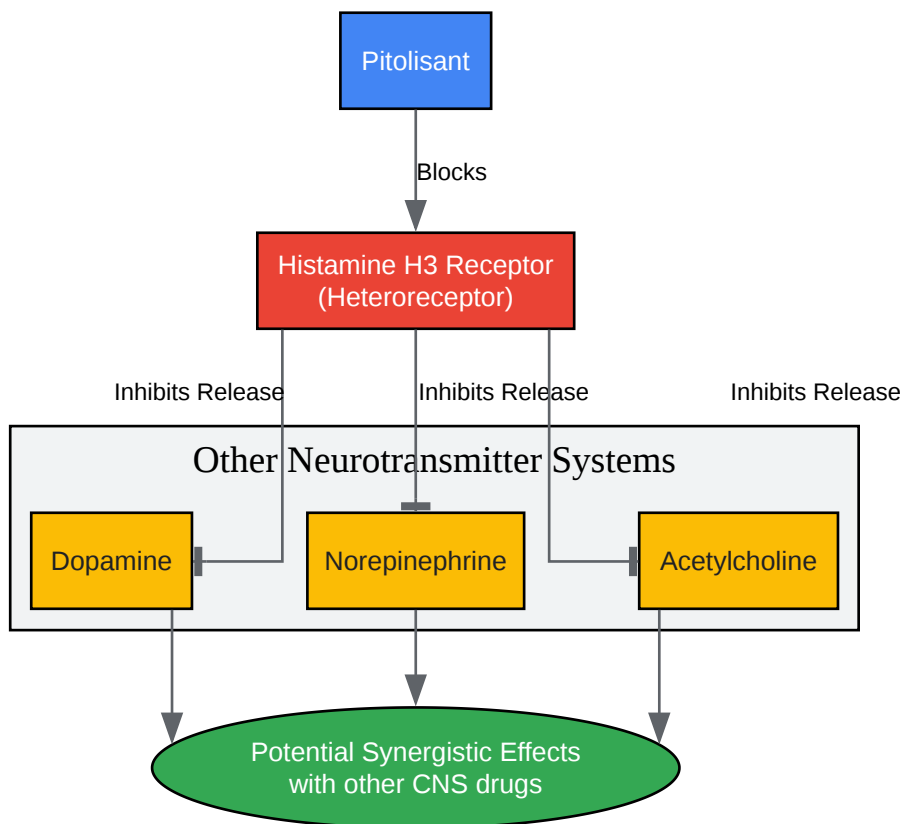 Pitolisant
Blocks
Histamine H3 Receptor
(Heteroreceptor)
Inhibits Release
Inhibits Release
Inhibits Release
Other Neurotransmitter Systems
Dopamine
Norepinephrine
Acetylcholine
Potential Synergistic Effects
with other CNS drugs